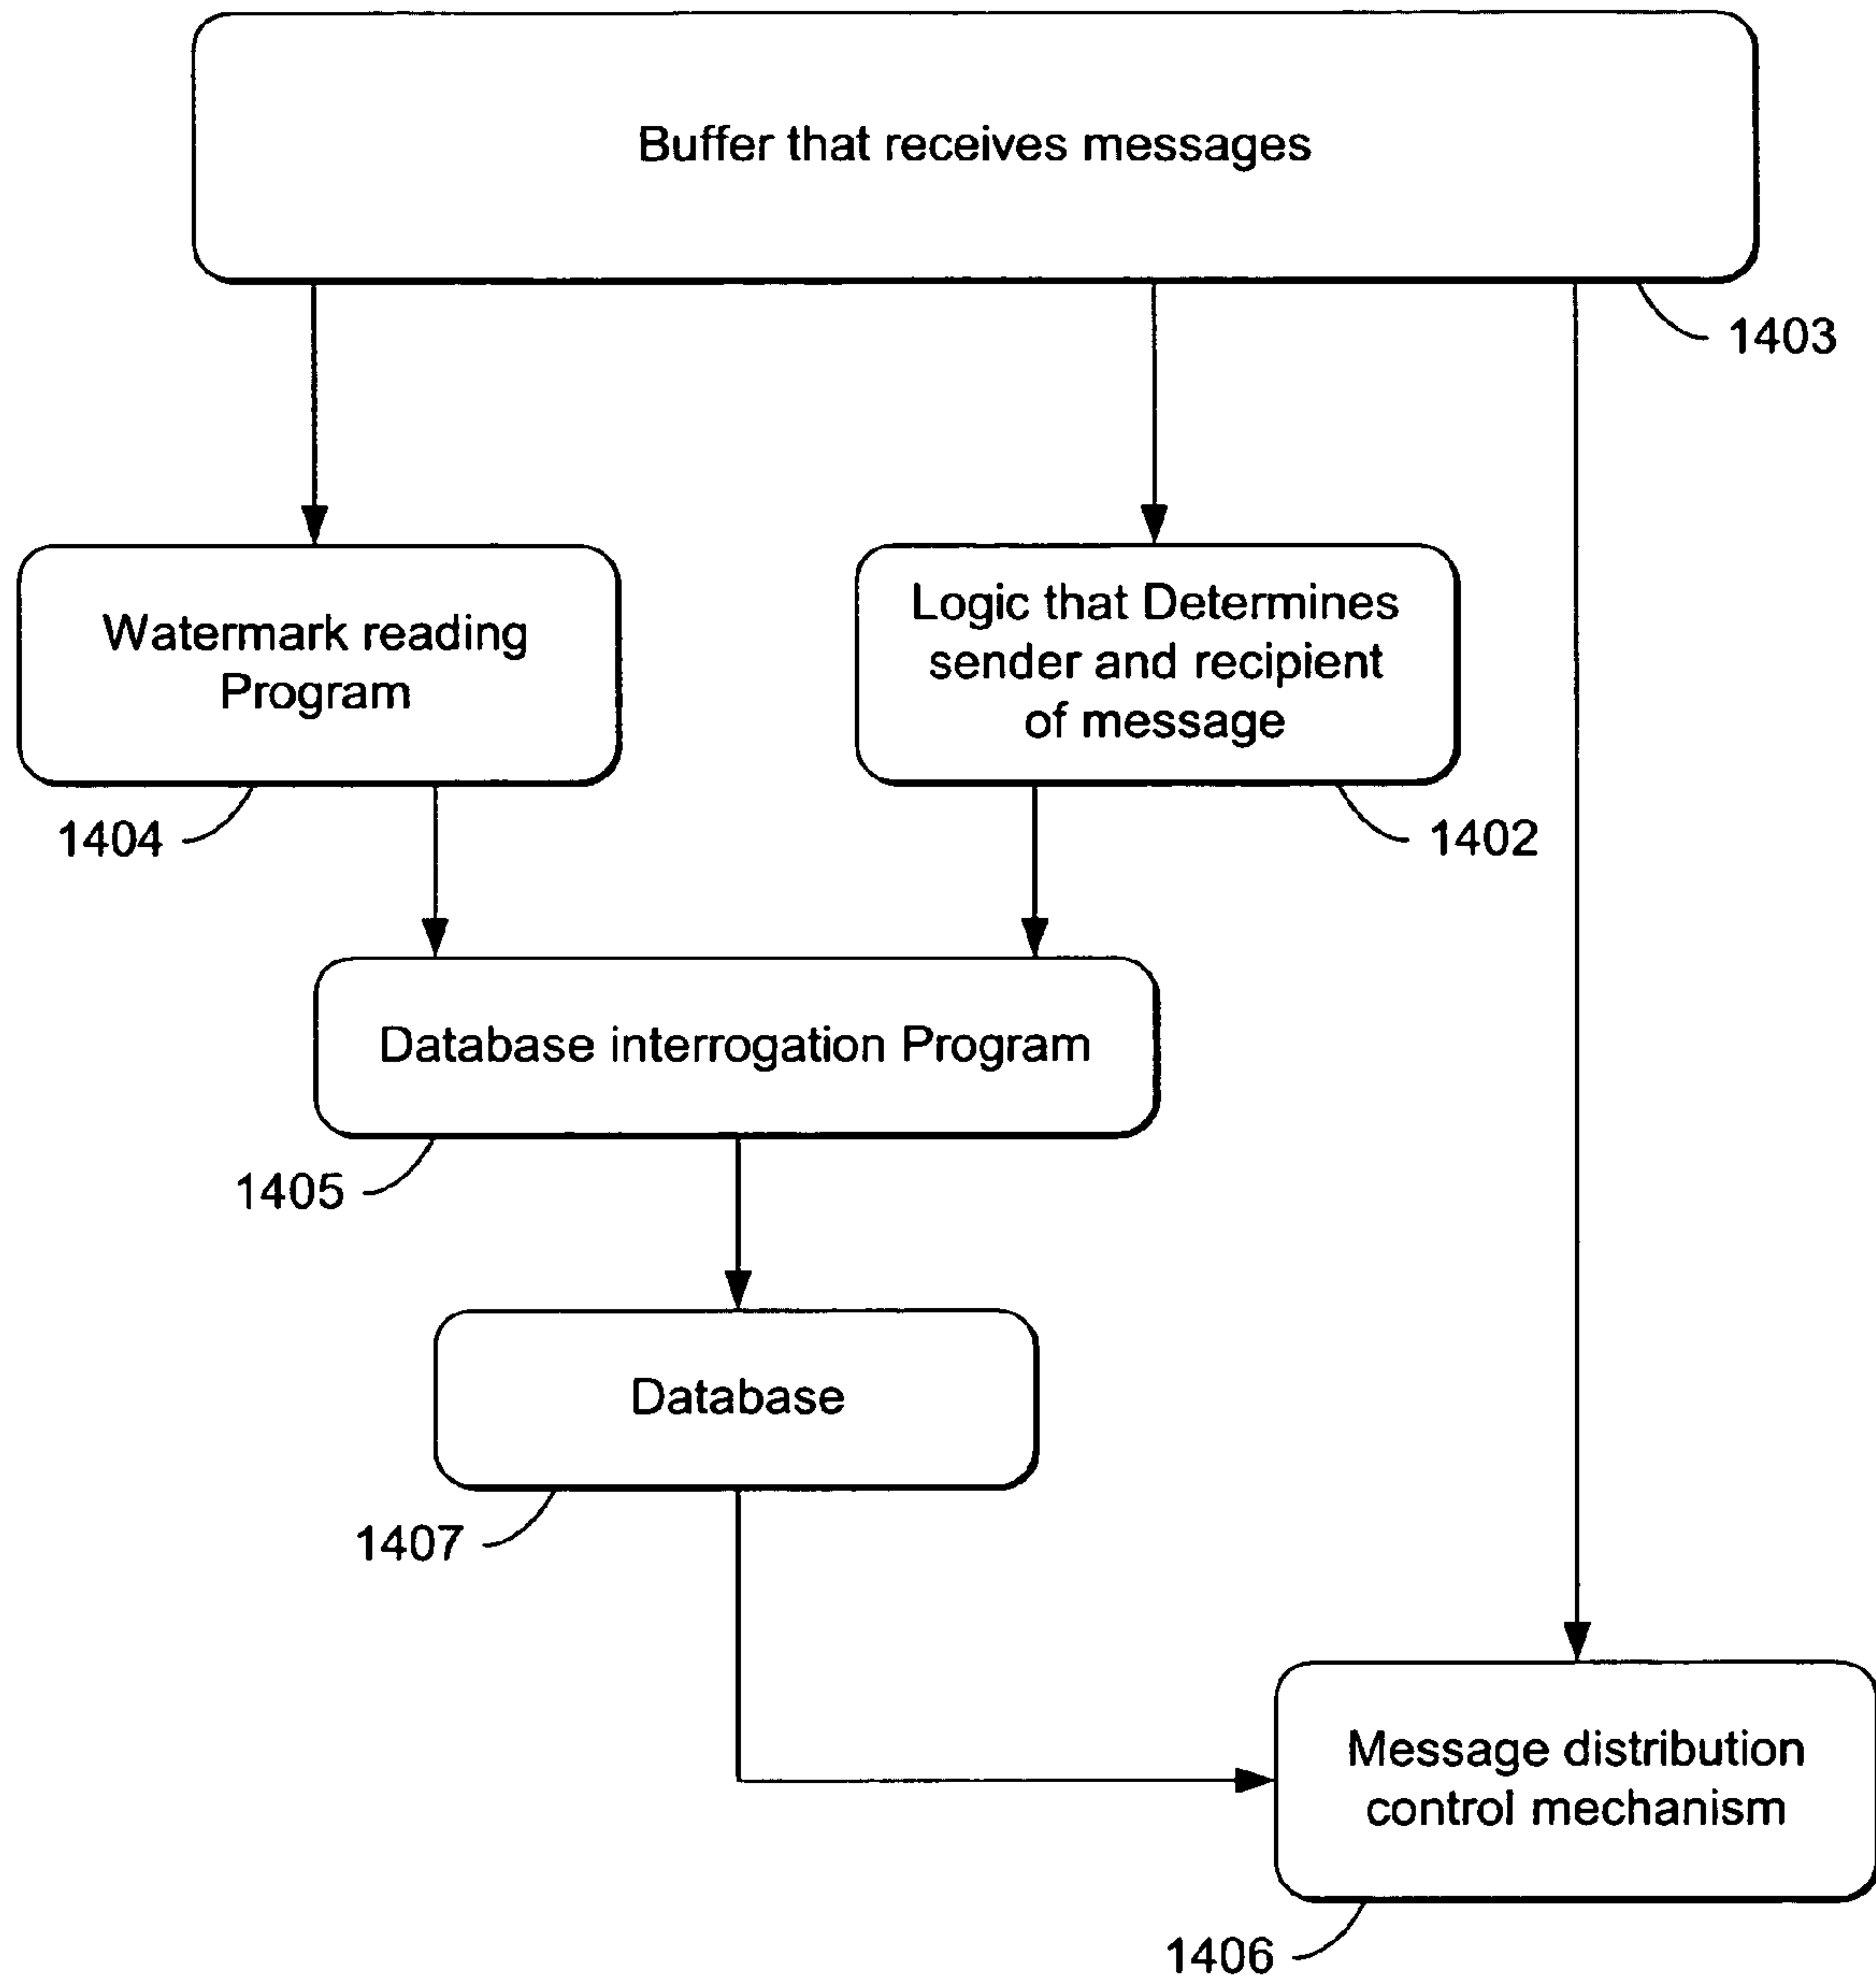 Buffer that receives messages
1403
Watermark reading
Program
1404
Logic that Determines
sender and recipient
of message
1402
Database interrogation Program
1405
Database
1407
Message distribution
control mechanism
1406